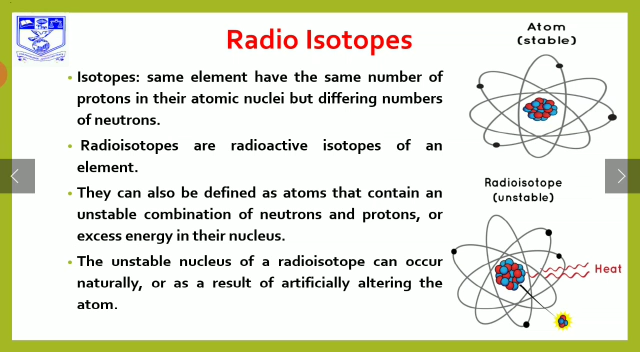 Radio Isotopes
• Isotopes: same element have the same number of
protons in their atomic nuclei but differing numbers
of neutrons.
• Radioisotopes are radioactive isotopes of an
element.
• They can also be defined as atoms that contain an
unstable combination of neutrons and protons, or
excess energy in their nucleus.
• The unstable nucleus of a radioisotope can occur
naturally, or as a result of artificially altering the
atom.
Atom
(stable)
Radioisotope
(unstable)
Heat